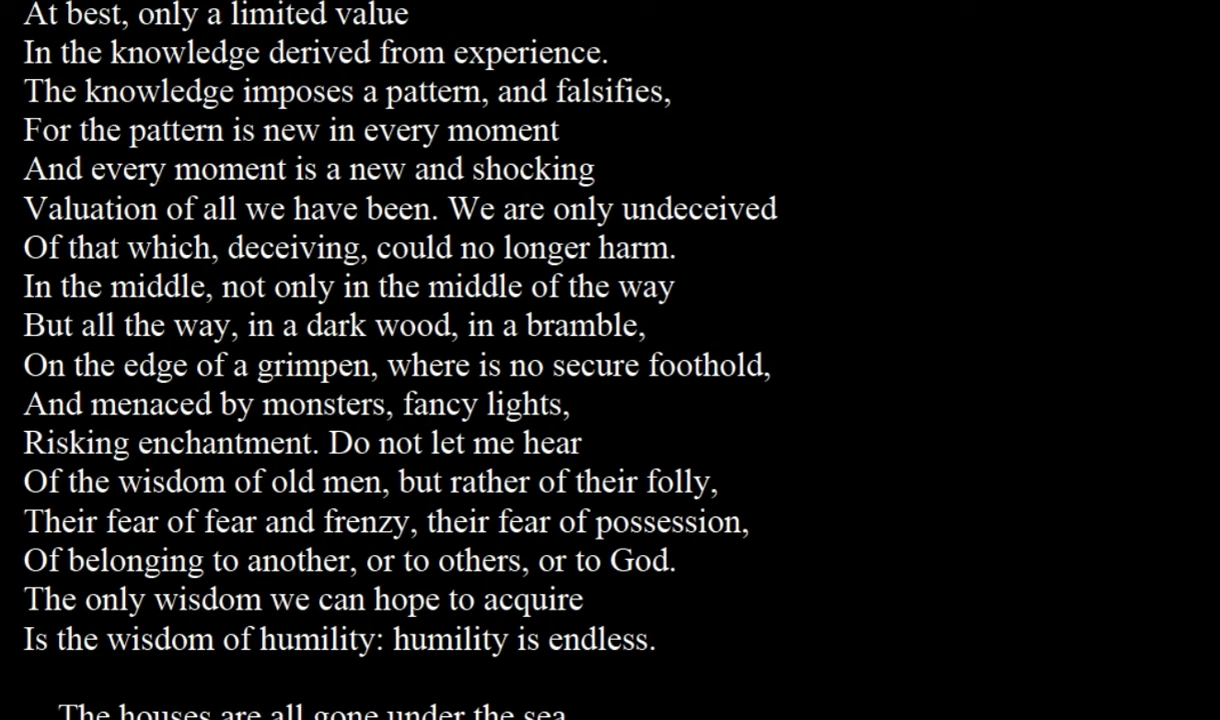 At best, only a limited value
In the knowledge derived from experience.
The knowledge imposes a pattern, and falsifies,
For the pattern is new in every moment
And every moment is a new and shocking
Valuation of all we have been. We are only undeceived
Of that which, deceiving, could no longer harm.
In the middle, not only in the middle of the way
But all the way, in a dark wood, in a bramble,
On the edge of a grimpen, where is no secure foothold,
And menaced by monsters, fancy lights,
Risking enchantment. Do not let me hear
Of the wisdom of old men, but rather of their folly,
Their fear of fear and frenzy, their fear of possession,
Of belonging to another, or to others, or to God.
The only wisdom we can hope to acquire
Is the wisdom of humility: humility is endless.
The houses are all gone under the sea